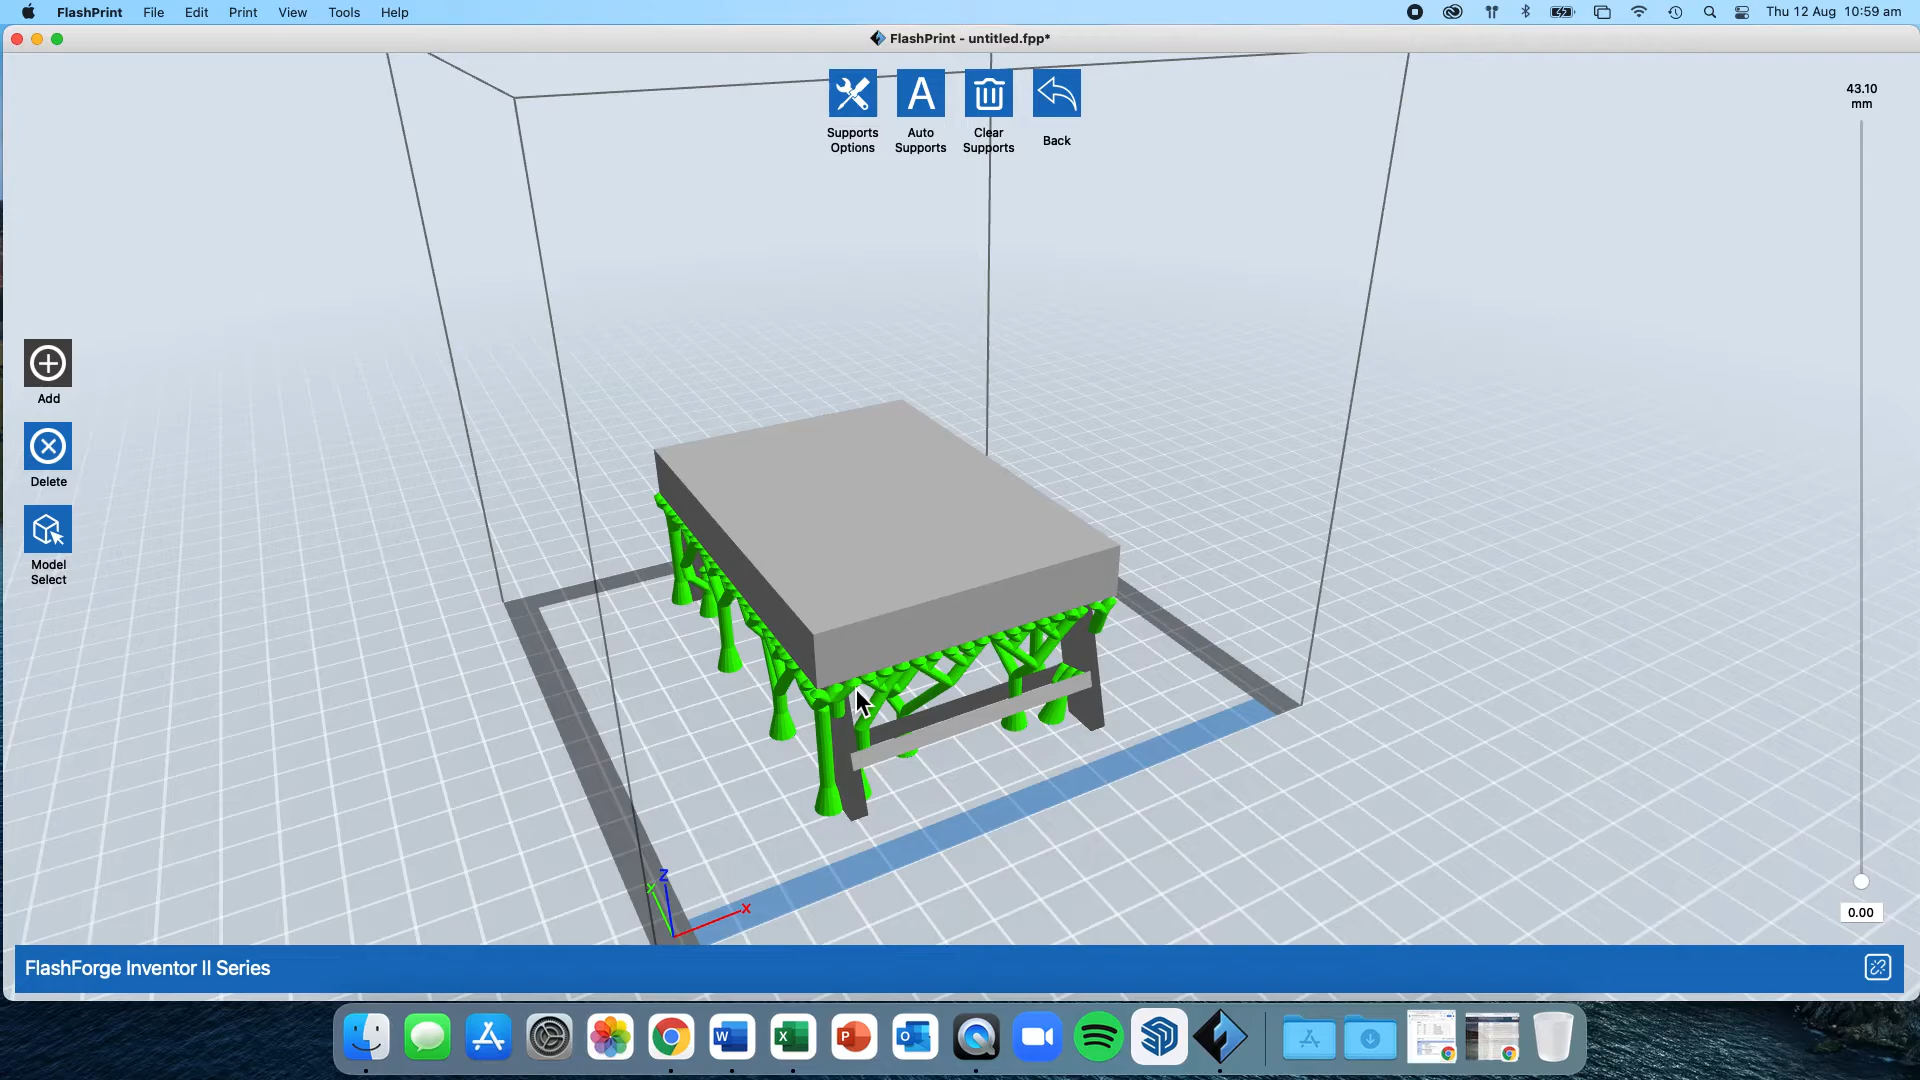 FlashPrint File Edit Print View Tools Help
Thu 12 Aug 10:59 am
FlashPrint - untitled.fpp*
Supports
Options
Auto
Supports
Clear
Supports
Back
43.10
mm
Add
Delete
Model
Select
Z
Y
X
0.00
FlashForge Inventor II Series